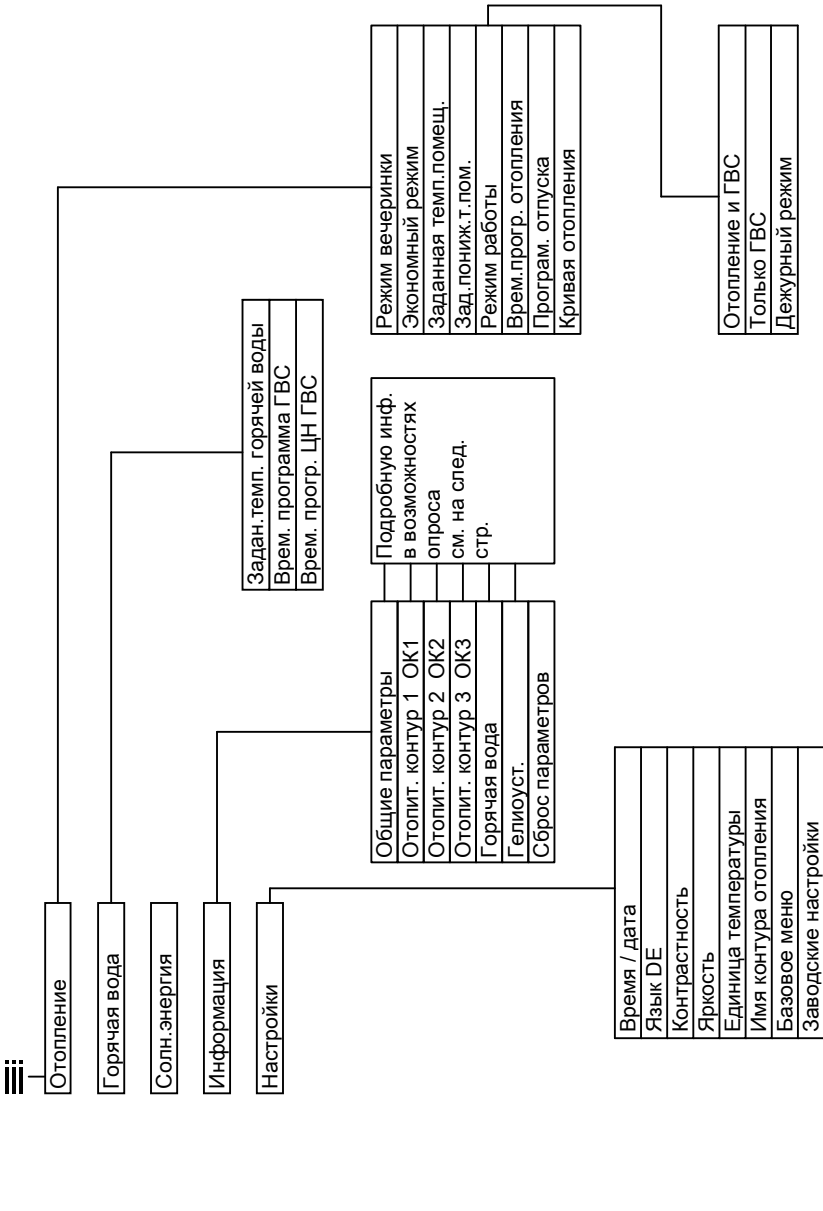 Отопление
Горячая вода
Солн.энергия
Информация
Настройки
Задан.темп. горячей воды
Врем. программа ГВС
Врем. прогр. ЦН ГВС
Режим вечеринки
Экономный режим
Заданная темп.помещ.
Зад.пониж.т.пом.
Режим работы
Врем.прогр. отопления
Програм. отпуска
Кривая отопления
Отопление и ГВС
Только ГВС
Дежурный режим
Общие параметры
Отопит. контур 1 ОК1
Отопит. контур 2 ОК2
Отопит. контур 3 ОК3
Горячая вода
Гелиоуст.
Сброс параметров
Подробную инф.
в возможностях
опроса
см. на след.
стр.
Время / дата
Язык DE
Контрастность
Яркость
Единица температуры
Имя контура отопления
Базовое меню
Заводские настройки